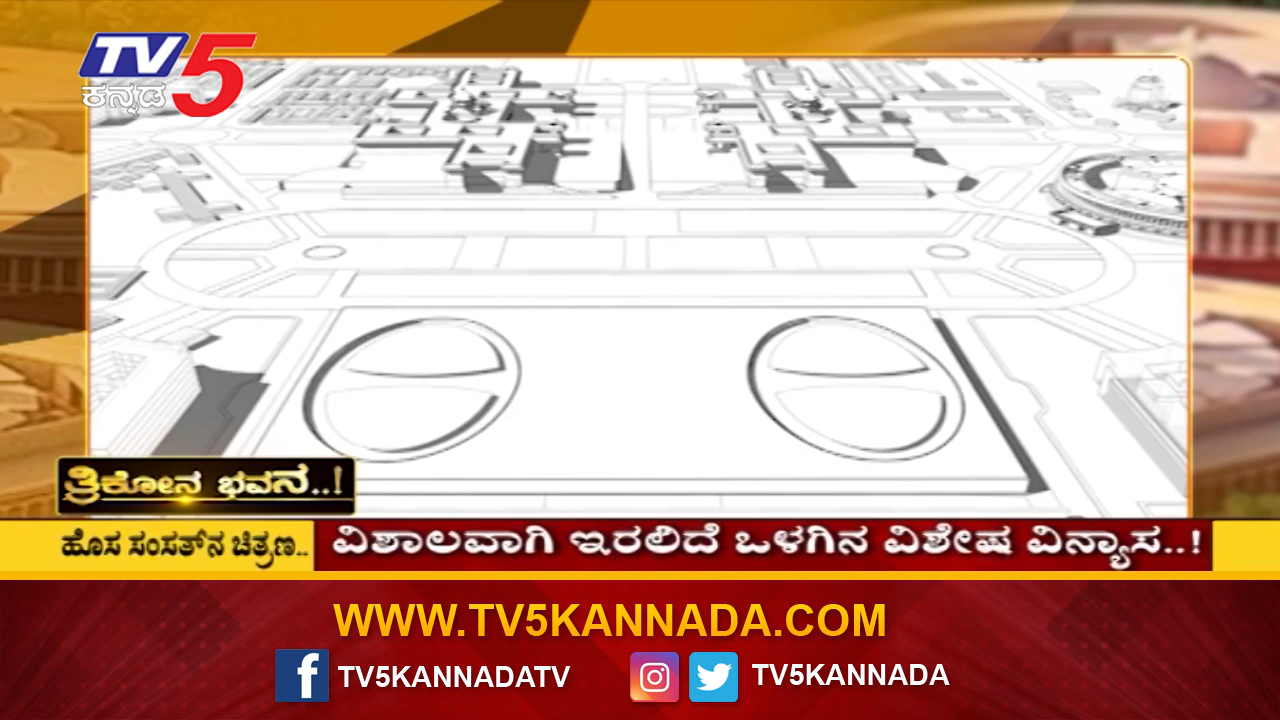 TV5
ಕನ್ನಡ
ತ್ರಿಕೋನ ಭವನ..!
ಹೊಸ ಸಂಸತ್‌ನ ಚಿತ್ರಣ.. ವಿಶಾಲವಾಗಿ ಇರಲಿದೆ ಒಳಗಿನ ವಿಶೇಷ ವಿನ್ಯಾಸ..!
WWW.TV5KANNADA.COM
TV5KANNADATV TV5KANNADA